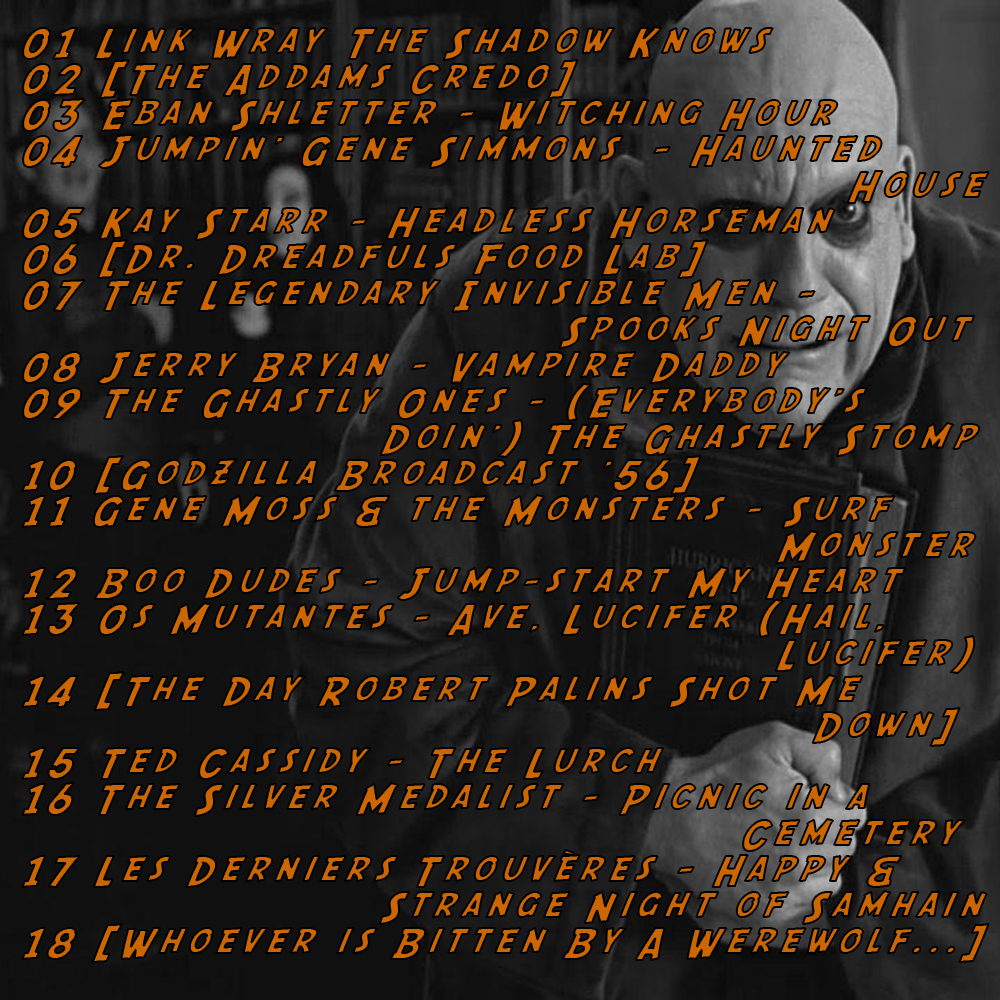 01 Link Wray The Shadow Knows
02 [The Addams Credo]
03 Eban Shletter - Witching Hour
04 Jumpin' Gene Simmons - Haunted
House
05 Kay Starr - Headless Horseman
06 [Dr. Dreadfuls Food Lab]
07 The Legendary Invisible Men -
Spooks Night Out
08 Jerry Bryan - Vampire Daddy
09 The Ghastly Ones - (Everybody's
Doin') The Ghastly Stomp
10 [Godzilla Broadcast '56]
11 Gene Moss & the Monsters - Surf
Monster
12 Boo Dudes - Jump-start My Heart
13 Os Mutantes - Ave, Lucifer (Hail,
Lucifer)
14 [The Day Robert Palins Shot Me
Down]
15 Ted Cassidy - The Lurch
16 The Silver Medalist - Picnic in a
Cemetery
17 Les Derniers Trouvères - Happy &
Strange Night of Samhain
18 [Whoever is Bitten By A Werewolf...]